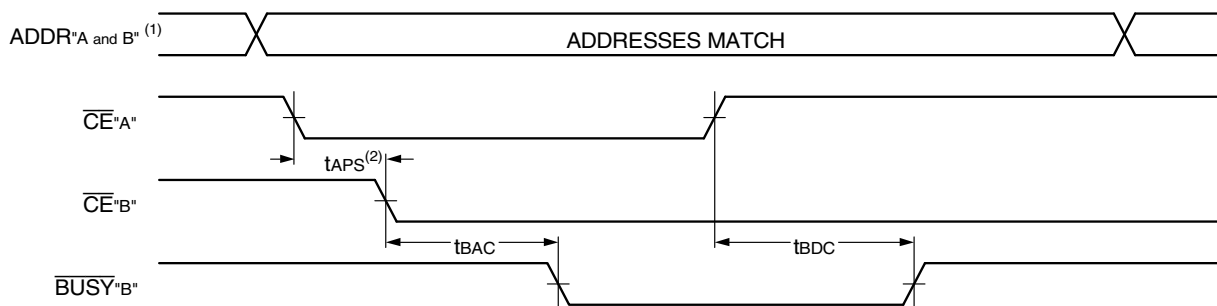 ADDR"A and B" (1)
ADDRESSES MATCH
CE"A"
tAPS(2)
CE"B"
tBAC
tBDC
BUSY"B"